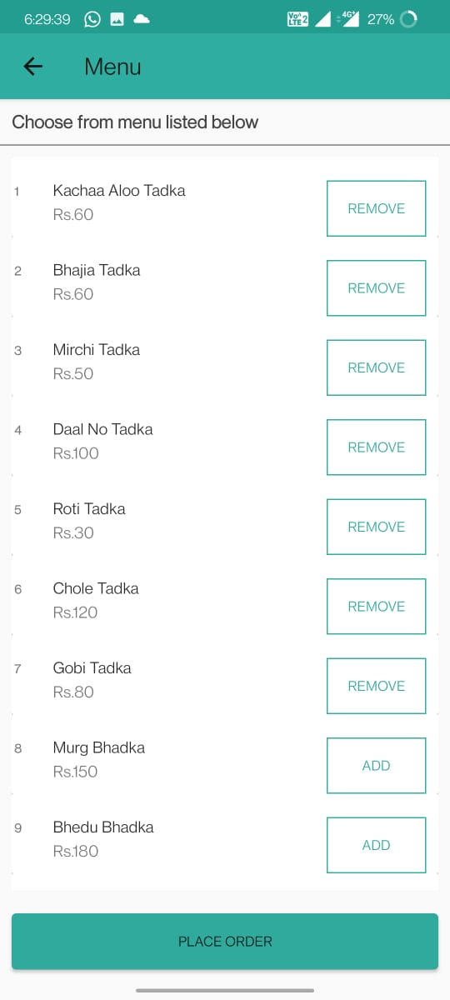 6:29:39 Vo) LTE 2 4G+ 27%
Menu
Choose from menu listed below
1 Kachaa Aloo Tadka REMOVE
Rs.60
2 Bhajia Tadka REMOVE
Rs.60
3 Mirchi Tadka REMOVE
Rs.50
4 Daal No Tadka REMOVE
Rs.100
5 Roti Tadka REMOVE
Rs.30
6 Chole Tadka REMOVE
Rs.120
7 Gobi Tadka REMOVE
Rs.80
8 Murg Bhadka ADD
Rs.150
9 Bhedu Bhadka ADD
Rs.180
PLACE ORDER